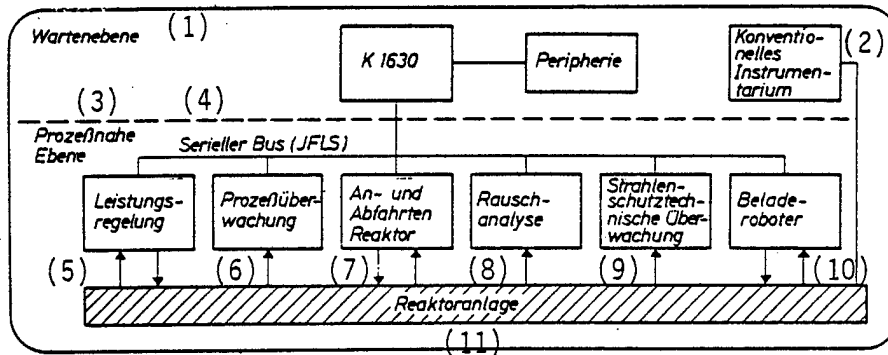 Wartenebene (1)
K 1630
Peripherie
Konventio-
nelles
Instrumen-
tarium
(2)
(3) (4)
Prozeßnahe
Ebene
Serieller Bus (JFLS)
Leistungs-
regelung
Prozeßüber-
wachung
An- und
Abfahrten
Reaktor
Rausch-
analyse
Strahlen-
schutztech-
nische Über-
wachung
Belade-
roboter
(5) (6) (7) (8) (9) (10)
Reaktoranlage
(11)